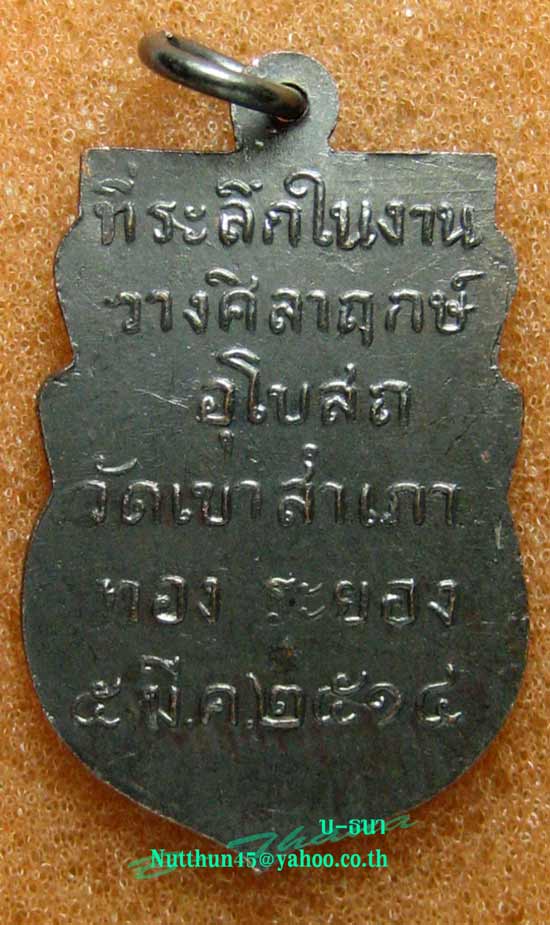 ที่ระลึกในงาน
วางศิลาฤกษ์
อุโบสถ
วัดเขาสำเภา
ทอง ระยอง
๕ มี.ค.๒๕๑๔
บ-ธนา
Nutthun45@yahoo.co.th